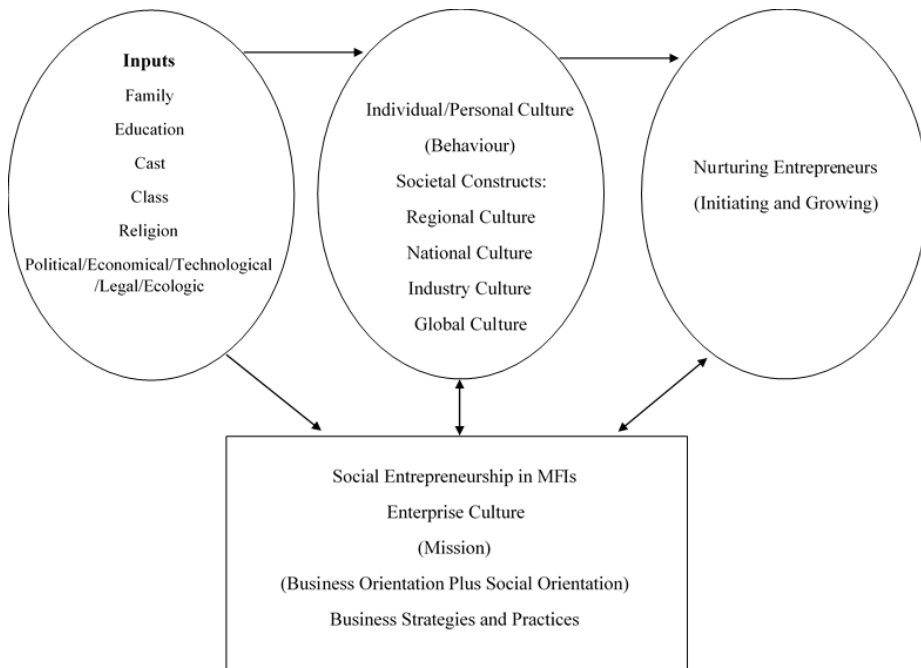 Inputs
Family
Education
Cast
Class
Religion
Political/Economical/Technological
/Legal/Ecologic
Individual/Personal Culture
(Behaviour)
Societal Constructs:
Regional Culture
National Culture
Industry Culture
Global Culture
Nurturing Entrepreneurs
(Initiating and Growing)
Social Entrepreneurship in MFIs
Enterprise Culture
(Mission)
(Business Orientation Plus Social Orientation)
Business Strategies and Practices